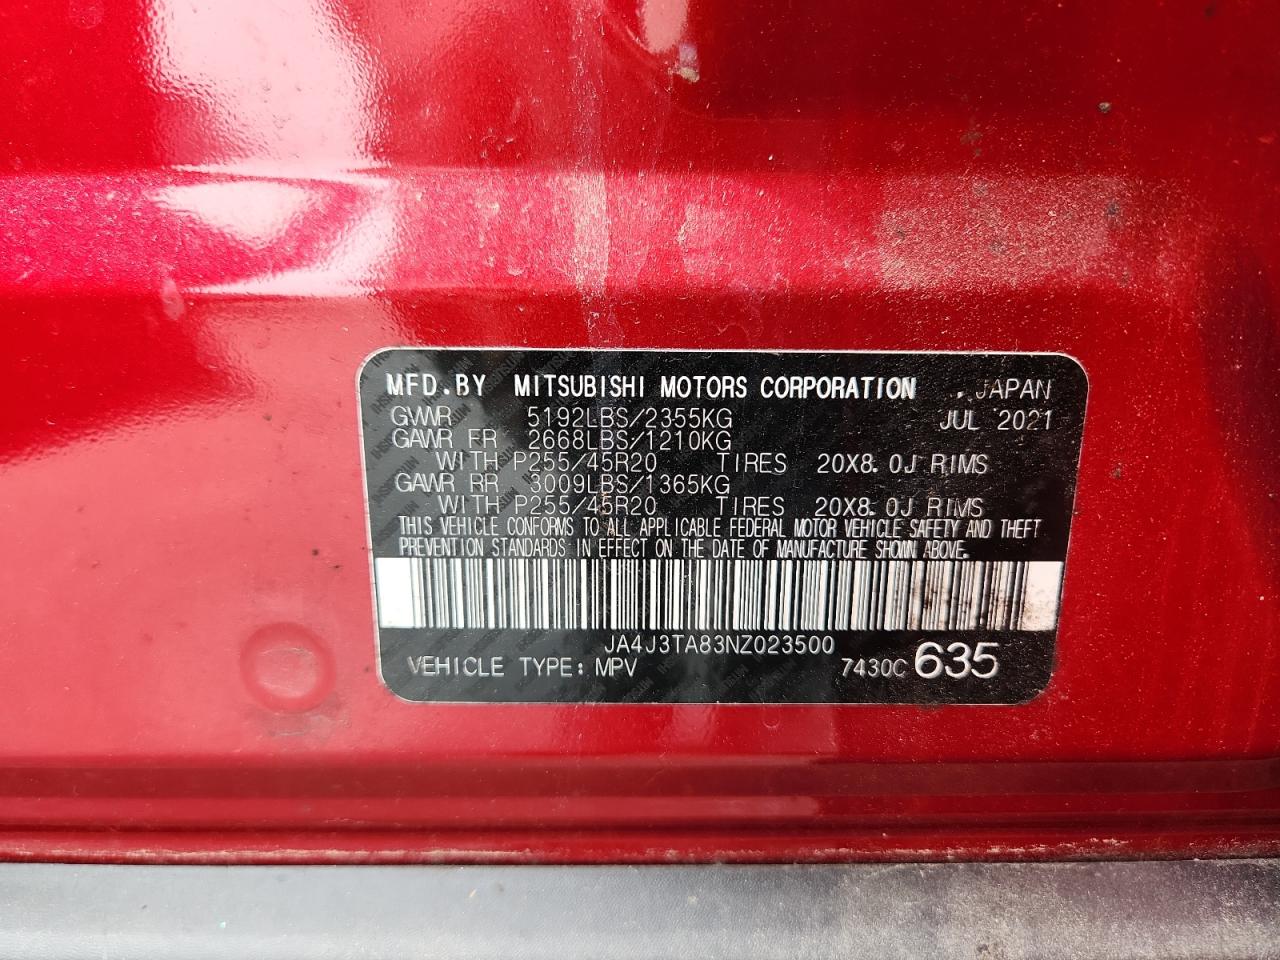 MFD.BY MITSUBISHI MOTORS CORPORATION JAPAN
GVWR 5192LBS/2355KG JUL 2021
GAWR FR 2668LBS/1210KG
WITH P255/45R20 TIRES 20X8.0J RIMS
GAWR RR 3009LBS/1365KG
WITH P255/45R20 TIRES 20X8.0J RIMS
THIS VEHICLE CONFORMS TO ALL APPLICABLE FEDERAL MOTOR VEHICLE SAFETY AND THEFT
PREVENTION STANDARDS IN EFFECT ON THE DATE OF MANUFACTURE SHOWN ABOVE.
JA4J3TA83NZ023500
VEHICLE TYPE: MPV 7430C 635